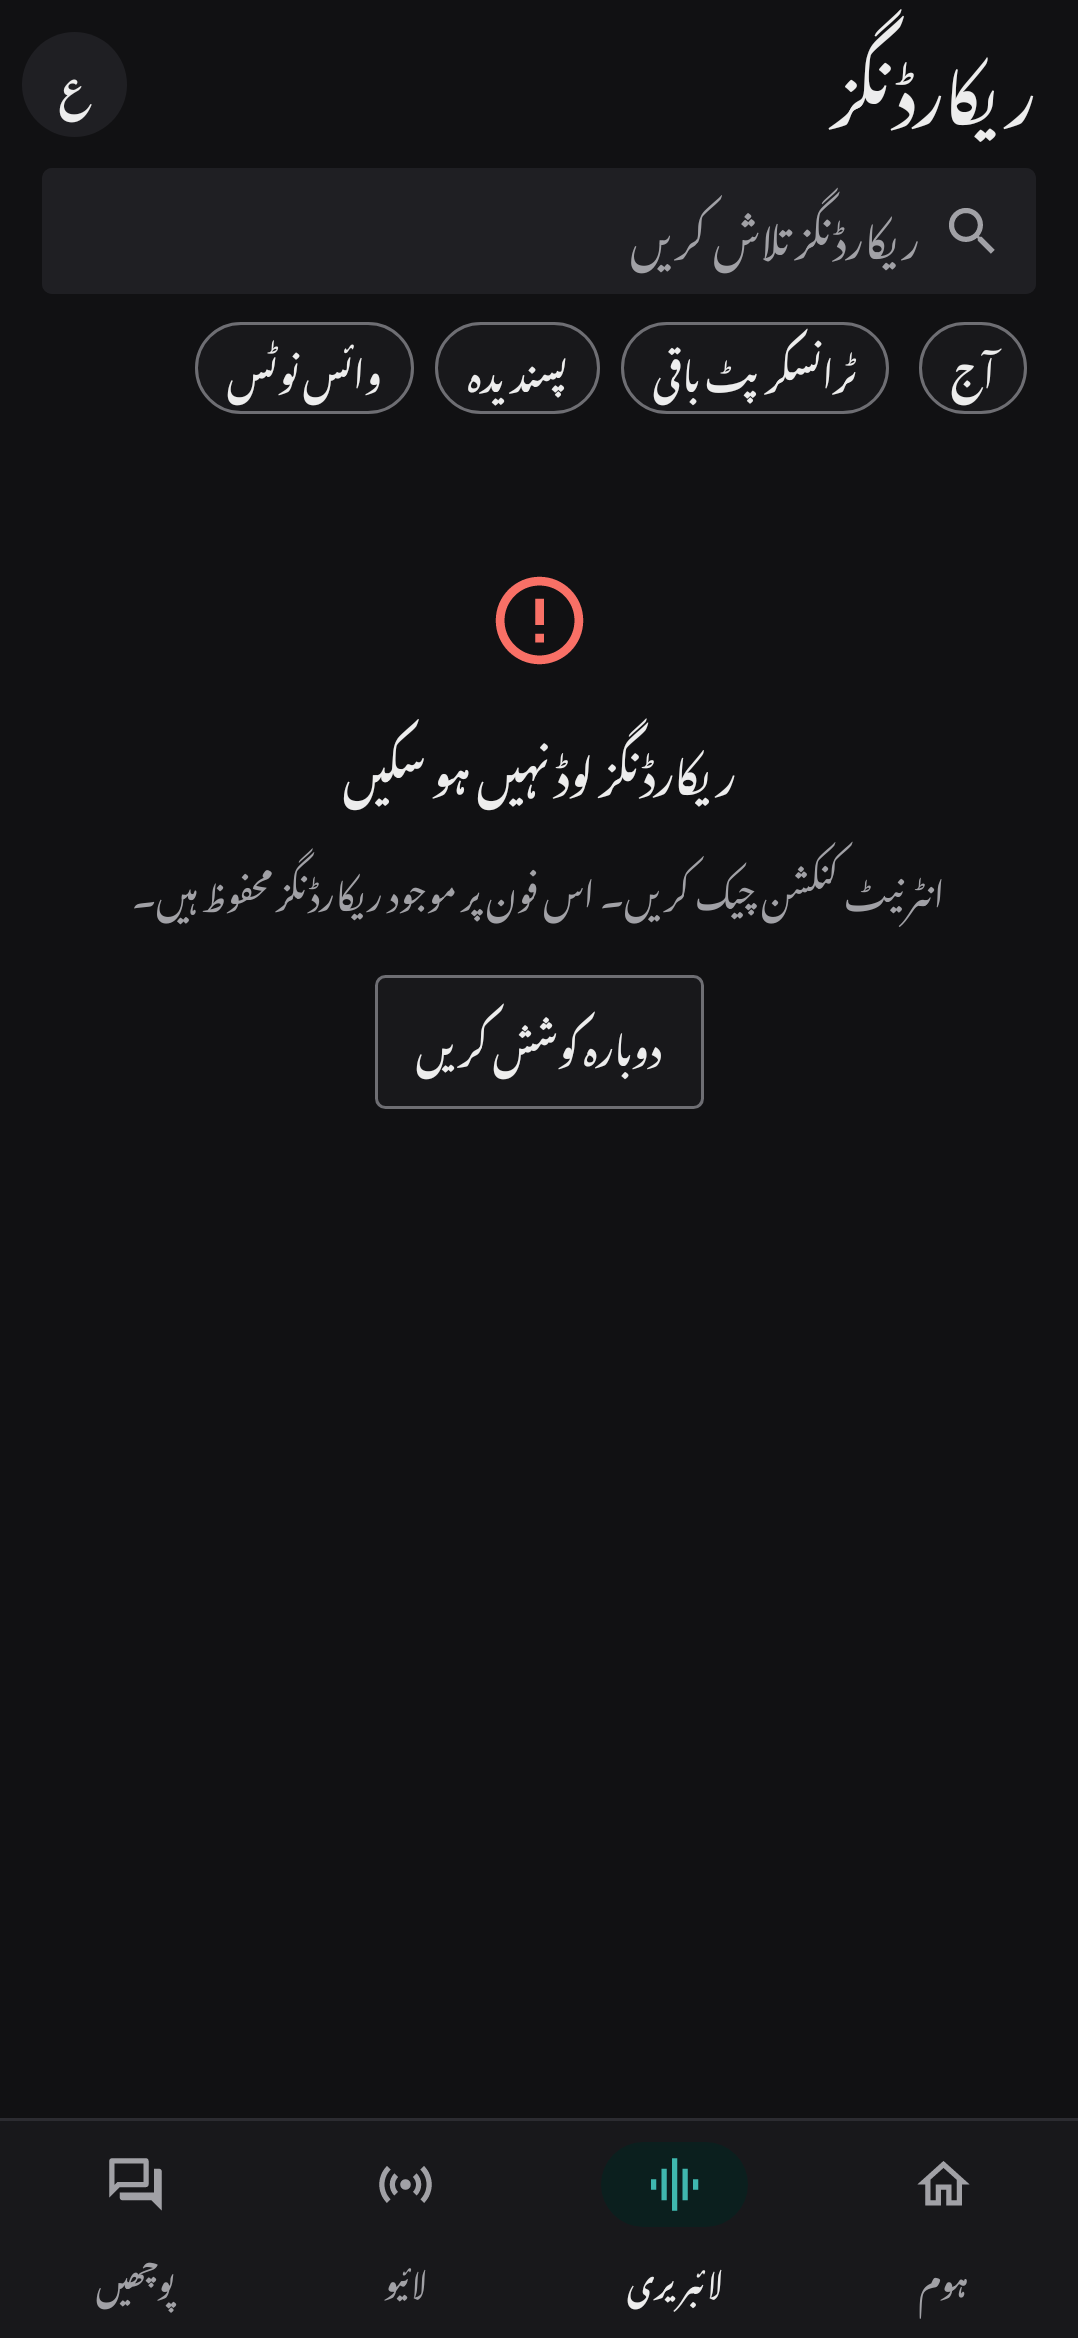 ریکارڈنگز
ع
ریکارڈنگز تلاش کریں
آج
ٹرانسکرپٹ باقی
پسندیدہ
وائس نوٹس
ریکارڈنگز لوڈ نہیں ہو سکیں
انٹرنیٹ کنکشن چیک کریں۔ اس فون پر موجود ریکارڈنگز محفوظ ہیں۔
دوبارہ کوشش کریں
ہوم
لائبریری
لائیو
پوچھیں